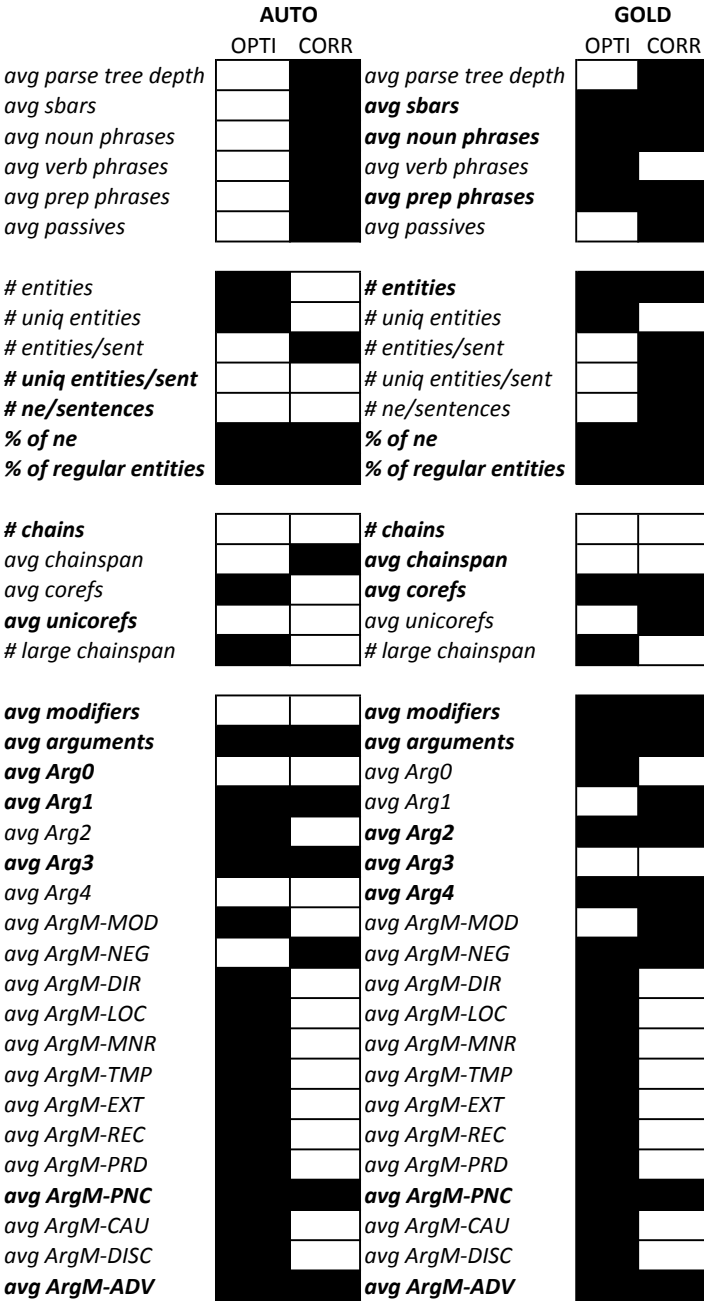 AUTO GOLD
OPTI CORR OPTI CORR
avg parse tree depth avg parse tree depth
avg sbars avg sbars
avg noun phrases avg noun phrases
avg verb phrases avg verb phrases
avg prep phrases avg prep phrases
avg passives avg passives
# entities # entities
# uniq entities # uniq entities
# entities/sent # entities/sent
# uniq entities/sent # uniq entities/sent
# ne/sentences # ne/sentences
% of ne % of ne
% of regular entities % of regular entities
# chains # chains
avg chainspan avg chainspan
avg corefs avg corefs
avg unicorefs avg unicorefs
# large chainspan # large chainspan
avg modifiers avg modifiers
avg arguments avg arguments
avg Arg0 avg Arg0
avg Arg1 avg Arg1
avg Arg2 avg Arg2
avg Arg3 avg Arg3
avg Arg4 avg Arg4
avg ArgM-MOD avg ArgM-MOD
avg ArgM-NEG avg ArgM-NEG
avg ArgM-DIR avg ArgM-DIR
avg ArgM-LOC avg ArgM-LOC
avg ArgM-MNR avg ArgM-MNR
avg ArgM-TMP avg ArgM-TMP
avg ArgM-EXT avg ArgM-EXT
avg ArgM-REC avg ArgM-REC
avg ArgM-PRD avg ArgM-PRD
avg ArgM-PNC avg ArgM-PNC
avg ArgM-CAU avg ArgM-CAU
avg ArgM-DISC avg ArgM-DISC
avg ArgM-ADV avg ArgM-ADV